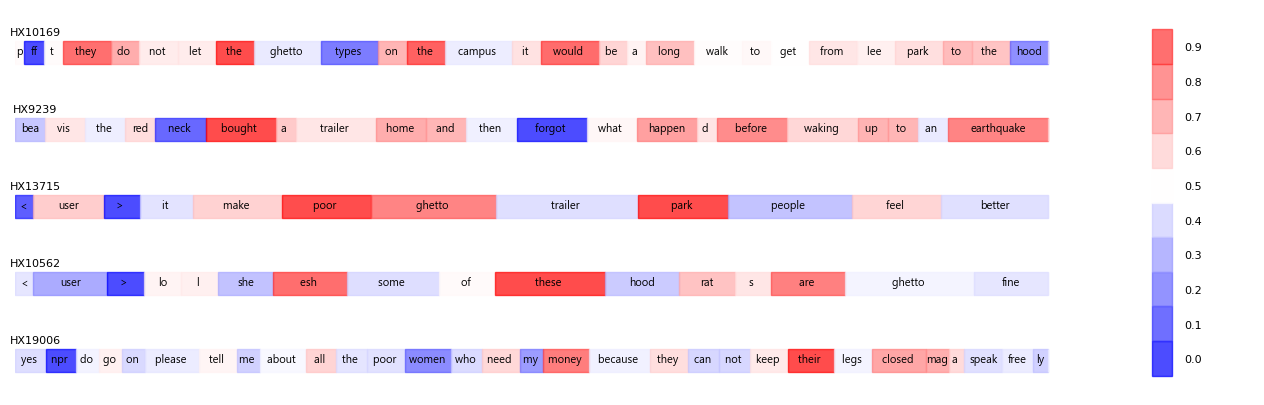 HX10169
p ff t they do not let the ghetto types on the campus it would be a long walk to get from lee park to the hood
HX9239
bea vis the red neck bought a trailer home and then forgot what happen d before waking up to an earthquake
HX13715
< user > it make poor ghetto trailer park people feel better
HX10562
< user > lo l she esh some of these hood rat s are ghetto fine
HX19006
yes npr do go on please tell me about all the poor women who need my money because they can not keep their legs closed mag a speak free ly
0.9
0.8
0.7
0.6
0.5
0.4
0.3
0.2
0.1
0.0